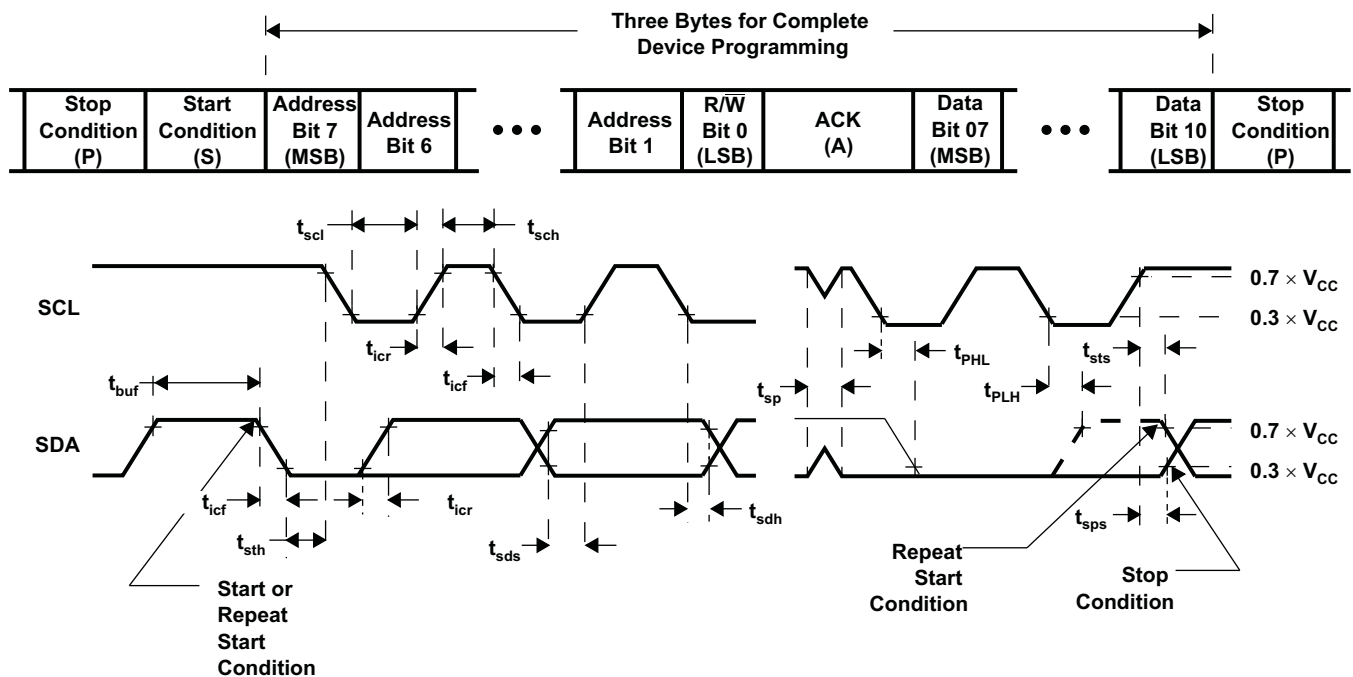 Three Bytes for Complete
Device Programming
Stop
Condition
(P)
Start
Condition
(S)
Address
Bit 7
(MSB)
Address
Bit 6
•••
Address
Bit 1
R/W̅
Bit 0
(LSB)
ACK
(A)
Data
Bit 07
(MSB)
•••
Data
Bit 10
(LSB)
Stop
Condition
(P)
tscl
tsch
SCL
0.7 × VCC
0.3 × VCC
ticr
ticf
tPHL
tsts
tbuf
tsp
tPLH
SDA
0.7 × VCC
0.3 × VCC
ticf
ticr
tsdh
tsth
tsds
tsps
Start or
Repeat
Start
Condition
Repeat
Start
Condition
Stop
Condition